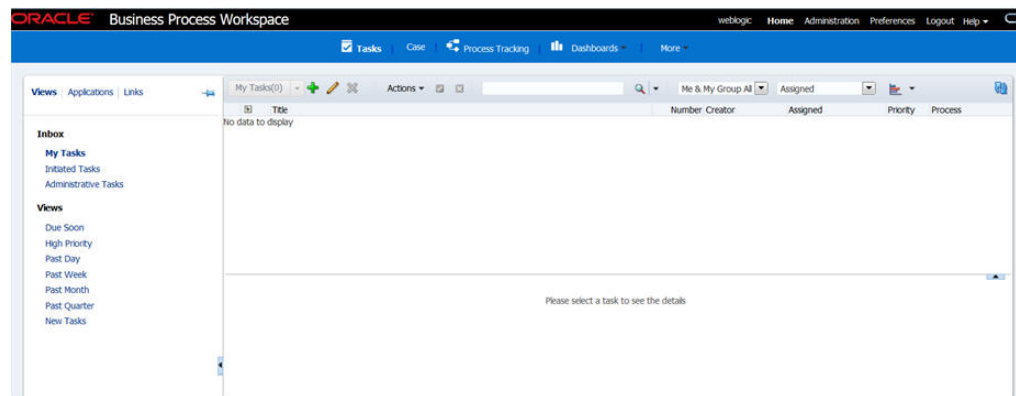 ORACLE Business Process Workspace weblogic Home Administration Preferences Logout Help
Tasks Case Process Tracking Dashboards More
Views Applications Links
My Tasks(0) Actions Me & My Group All Assigned
Title Number Creator Assigned Priority Process
No data to display
Inbox
My Tasks
Initiated Tasks
Administrative Tasks
Views
Due Soon
High Priority
Past Day
Past Week
Past Month
Past Quarter
New Tasks
Please select a task to see the details